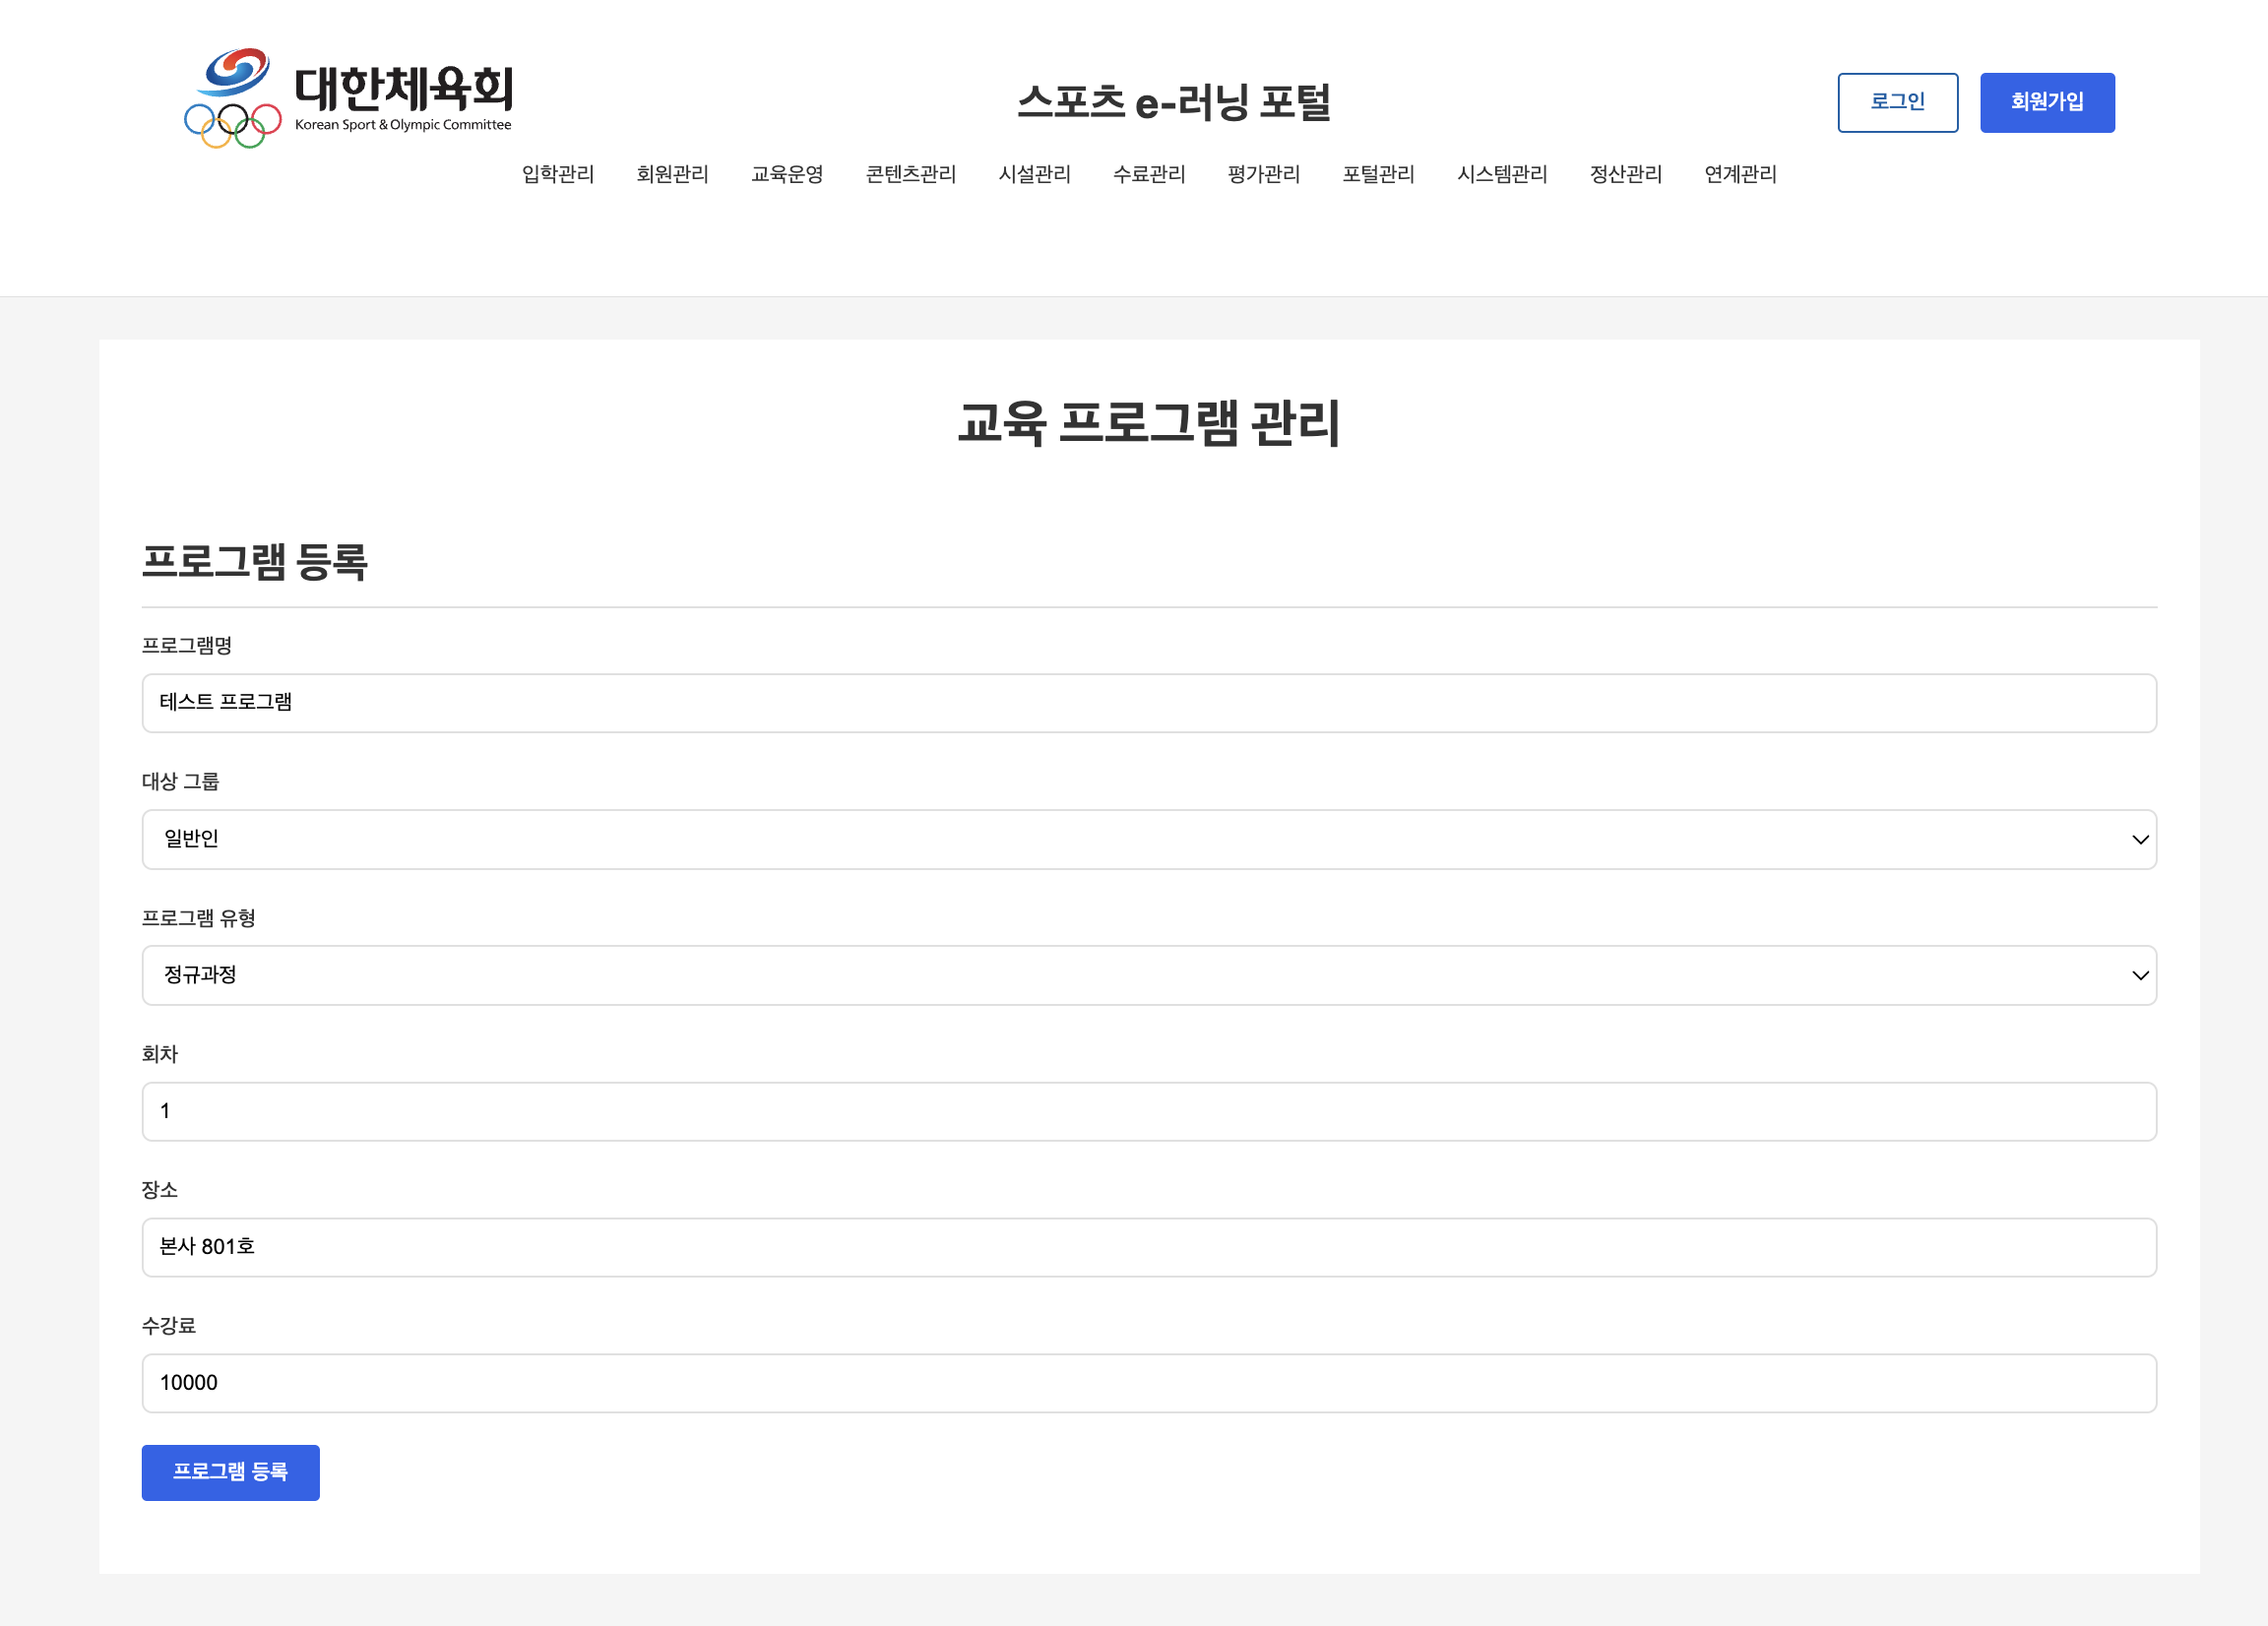 대한체육회
Korean Sport & Olympic Committee
스포츠 e-러닝 포털
로그인
회원가입
입학관리 회원관리 교육운영 콘텐츠관리 시설관리 수료관리 평가관리 포털관리 시스템관리 정산관리 연계관리
교육 프로그램 관리
프로그램 등록
프로그램명
테스트 프로그램
대상 그룹
일반인
프로그램 유형
정규과정
회차
1
장소
본사 801호
수강료
10000
프로그램 등록